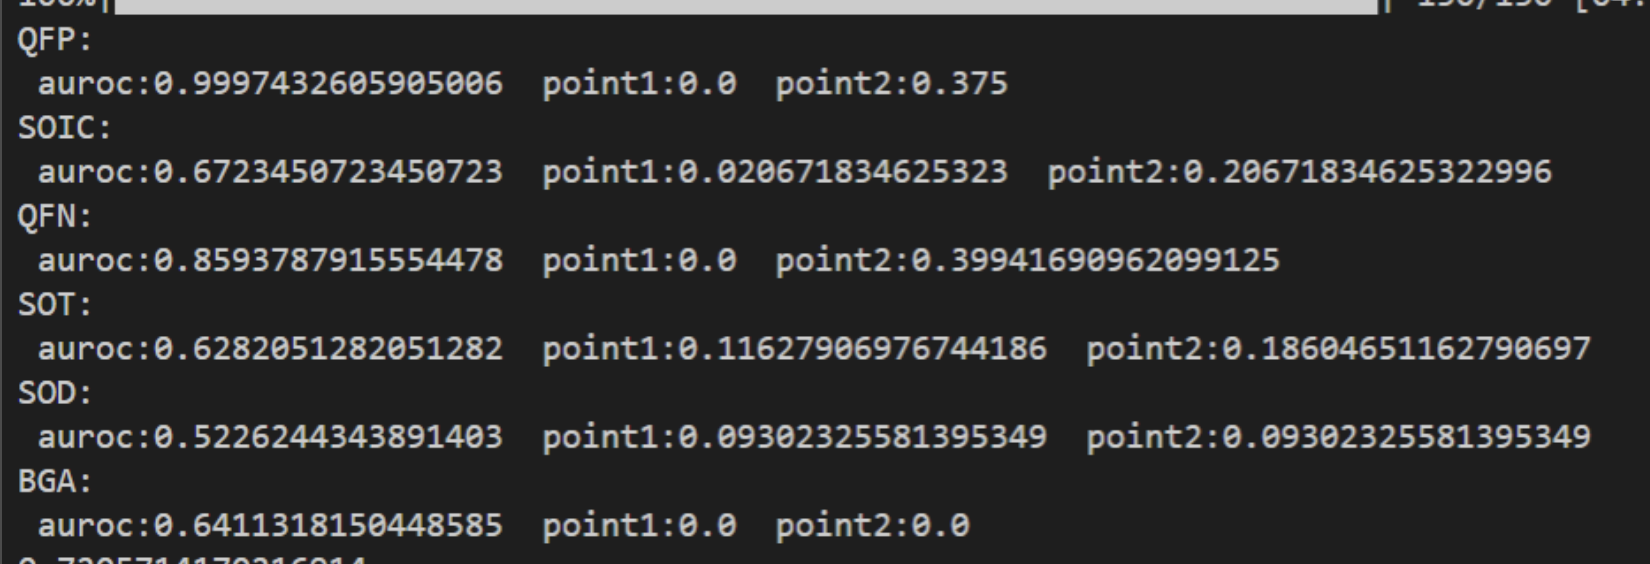 QFP:
auroc:0.9997432605905006 point1:0.0 point2:0.375
SOIC:
auroc:0.6723450723450723 point1:0.020671834625323 point2:0.20671834625322996
QFN:
auroc:0.8593787915554478 point1:0.0 point2:0.39941690962099125
SOT:
auroc:0.6282051282051282 point1:0.11627906976744186 point2:0.18604651162790697
SOD:
auroc:0.5226244343891403 point1:0.09302325581395349 point2:0.09302325581395349
BGA:
auroc:0.6411318150448585 point1:0.0 point2:0.0